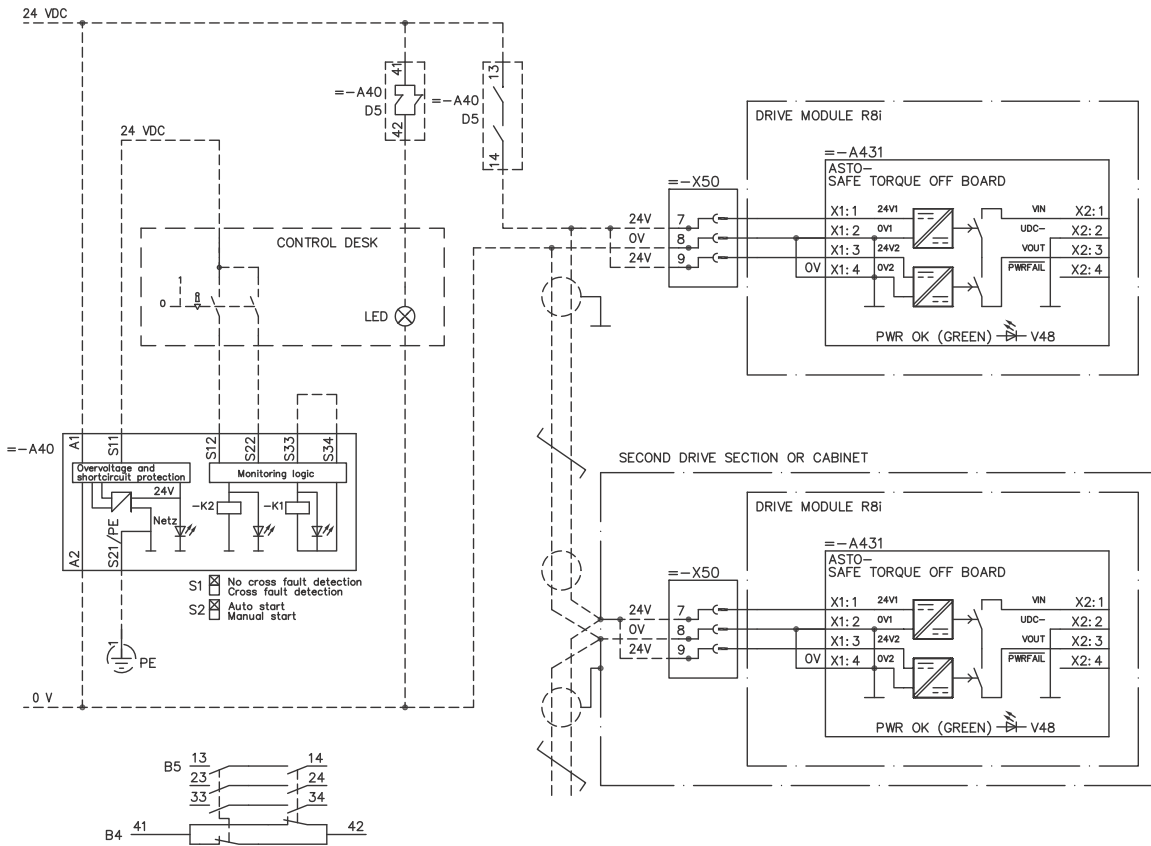 24 VDC
41
=-A40
D5
42
13
=-A40
D5
14
24 VDC
CONTROL DESK
1
0
LED
=-A40
A1
S11
S12
S22
S33
S34
Overvoltage and
shortcircuit protection
Monitoring logic
24V
-K2
-K1
Netz
A2
S21/PE
S1 No cross fault detection
Cross fault detection
S2 Auto start
Manual start
1
PE
0 V
B5 13 14
23 24
33 34
B4 41 42
DRIVE MODULE R8i
=-A431
ASTO-
SAFE TORQUE OFF BOARD
=-X50
24V 7
0V 8
24V 9
X1:1 24V1 VIN X2:1
X1:2 0V1 UDC- X2:2
X1:3 24V2 VOUT X2:3
0V X1:4 0V2 PWRFAIL X2:4
PWR OK (GREEN) V48
SECOND DRIVE SECTION OR CABINET
DRIVE MODULE R8i
=-A431
ASTO-
SAFE TORQUE OFF BOARD
=-X50
24V 7
0V 8
24V 9
X1:1 24V1 VIN X2:1
X1:2 0V1 UDC- X2:2
X1:3 24V2 VOUT X2:3
0V X1:4 0V2 PWRFAIL X2:4
PWR OK (GREEN) V48